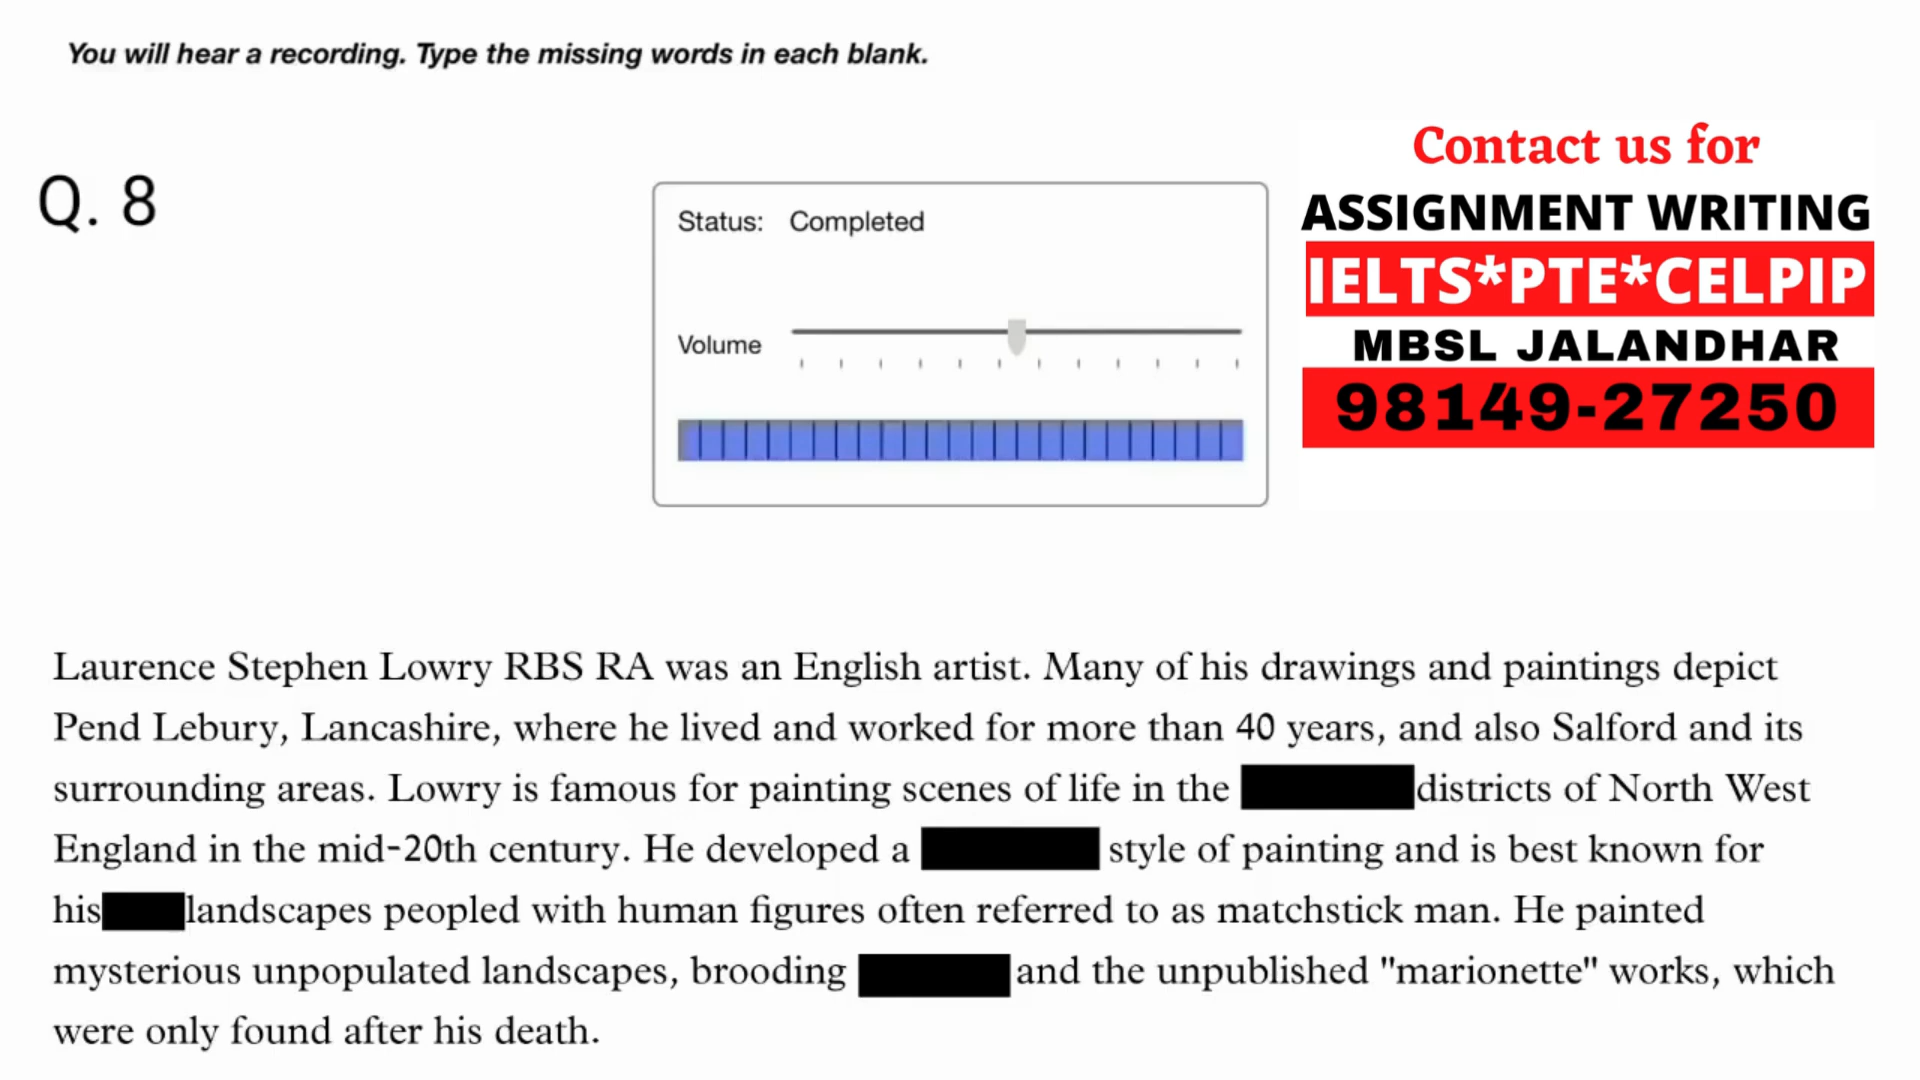 You will hear a recording. Type the missing words in each blank.
Q. 8
Status: Completed
Volume
Contact us for
ASSIGNMENT WRITING
IELTS*PTE*CELPIP
MBSL JALANDHAR
98149-27250
Laurence Stephen Lowry RBS RA was an English artist. Many of his drawings and paintings depict
Pend Lebury, Lancashire, where he lived and worked for more than 40 years, and also Salford and its
surrounding areas. Lowry is famous for painting scenes of life in the districts of North West
England in the mid-20th century. He developed a style of painting and is best known for
his landscapes peopled with human figures often referred to as matchstick man. He painted
mysterious unpopulated landscapes, brooding and the unpublished "marionette" works, which
were only found after his death.